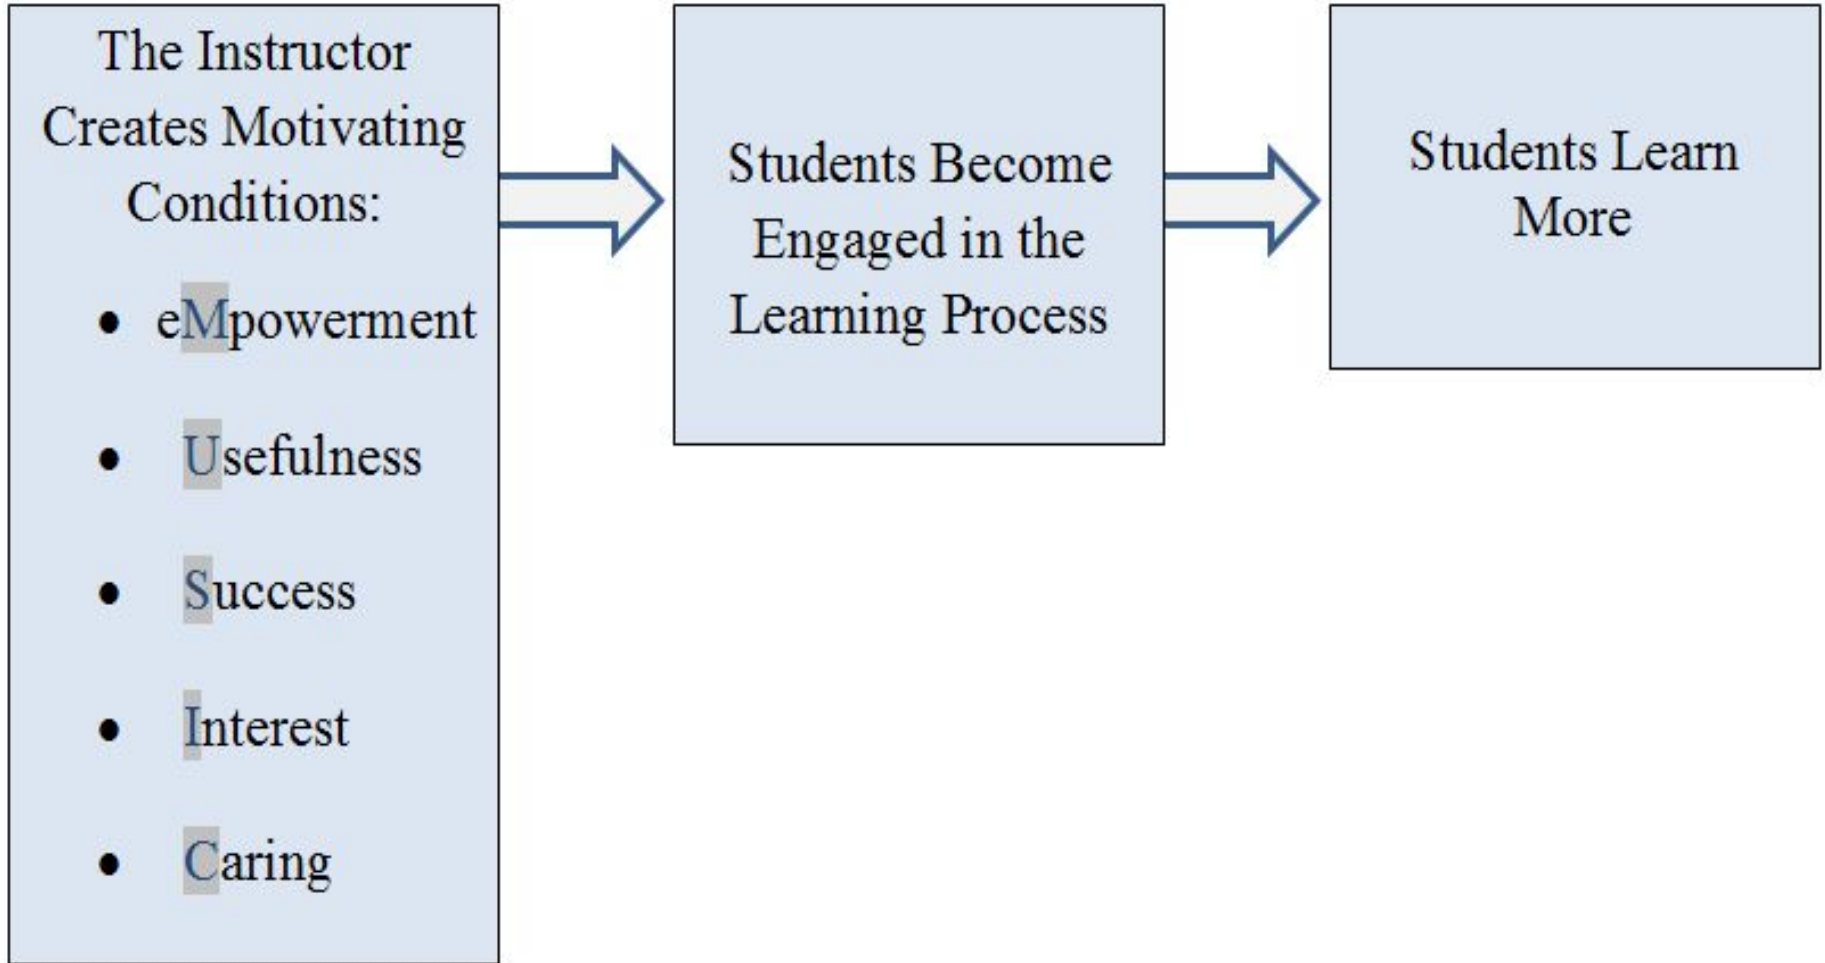 The Instructor
Creates Motivating
Conditions:
• eMpowerment
• Usefulness
• Success
• Interest
• Caring
Students Become
Engaged in the
Learning Process
Students Learn
More